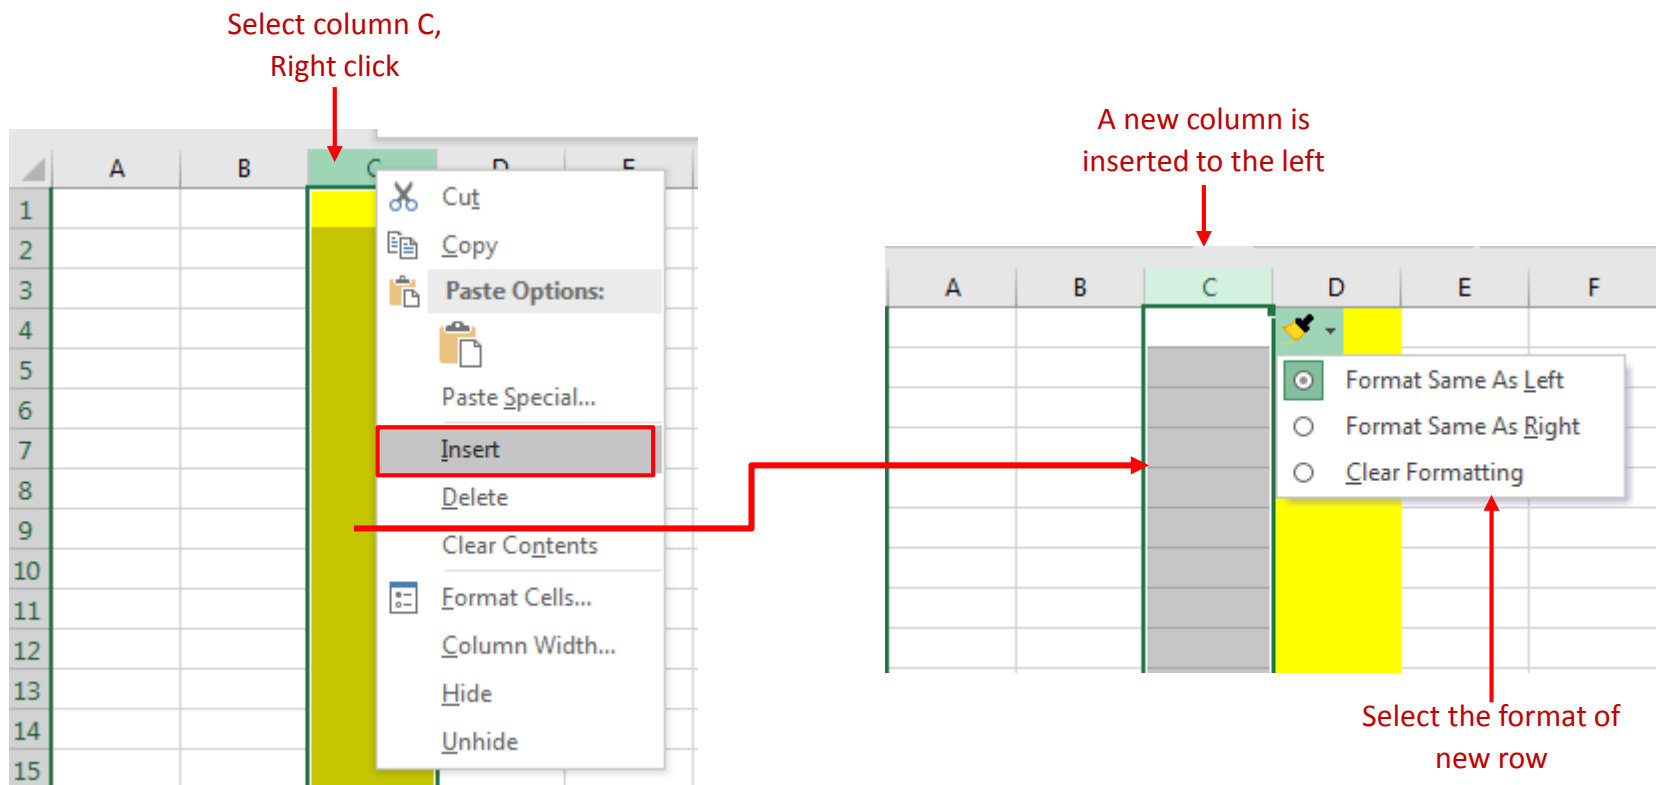 Select column C,
Right click
A B C D E
1
2
3
4
5
6
7
8
9
10
11
12
13
14
15
Cut
Copy
Paste Options:
Paste Special...
Insert
Delete
Clear Contents
Format Cells...
Column Width...
Hide
Unhide
A new column is
inserted to the left
A B C D E F
Format Same As Left
Format Same As Right
Clear Formatting
Select the format of
new row